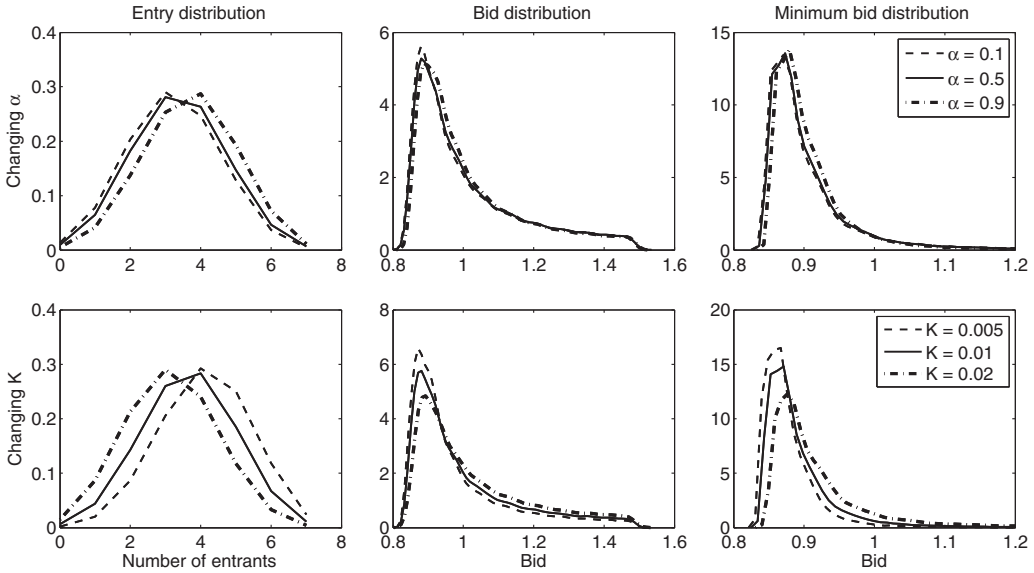 Entry distribution
Bid distribution
Minimum bid distribution
Changing α
0.4
0.3
0.2
0.1
0
0 2 4 6 8
6
4
2
0
0.8 1 1.2 1.4 1.6
15
10
5
0
0.8 0.9 1 1.1 1.2
α = 0.1
α = 0.5
α = 0.9
Changing K
0.4
0.3
0.2
0.1
0
0 2 4 6 8
Number of entrants
8
6
4
2
0
0.8 1 1.2 1.4 1.6
Bid
20
15
10
5
0
0.8 0.9 1 1.1 1.2
Bid
K = 0.005
K = 0.01
K = 0.02